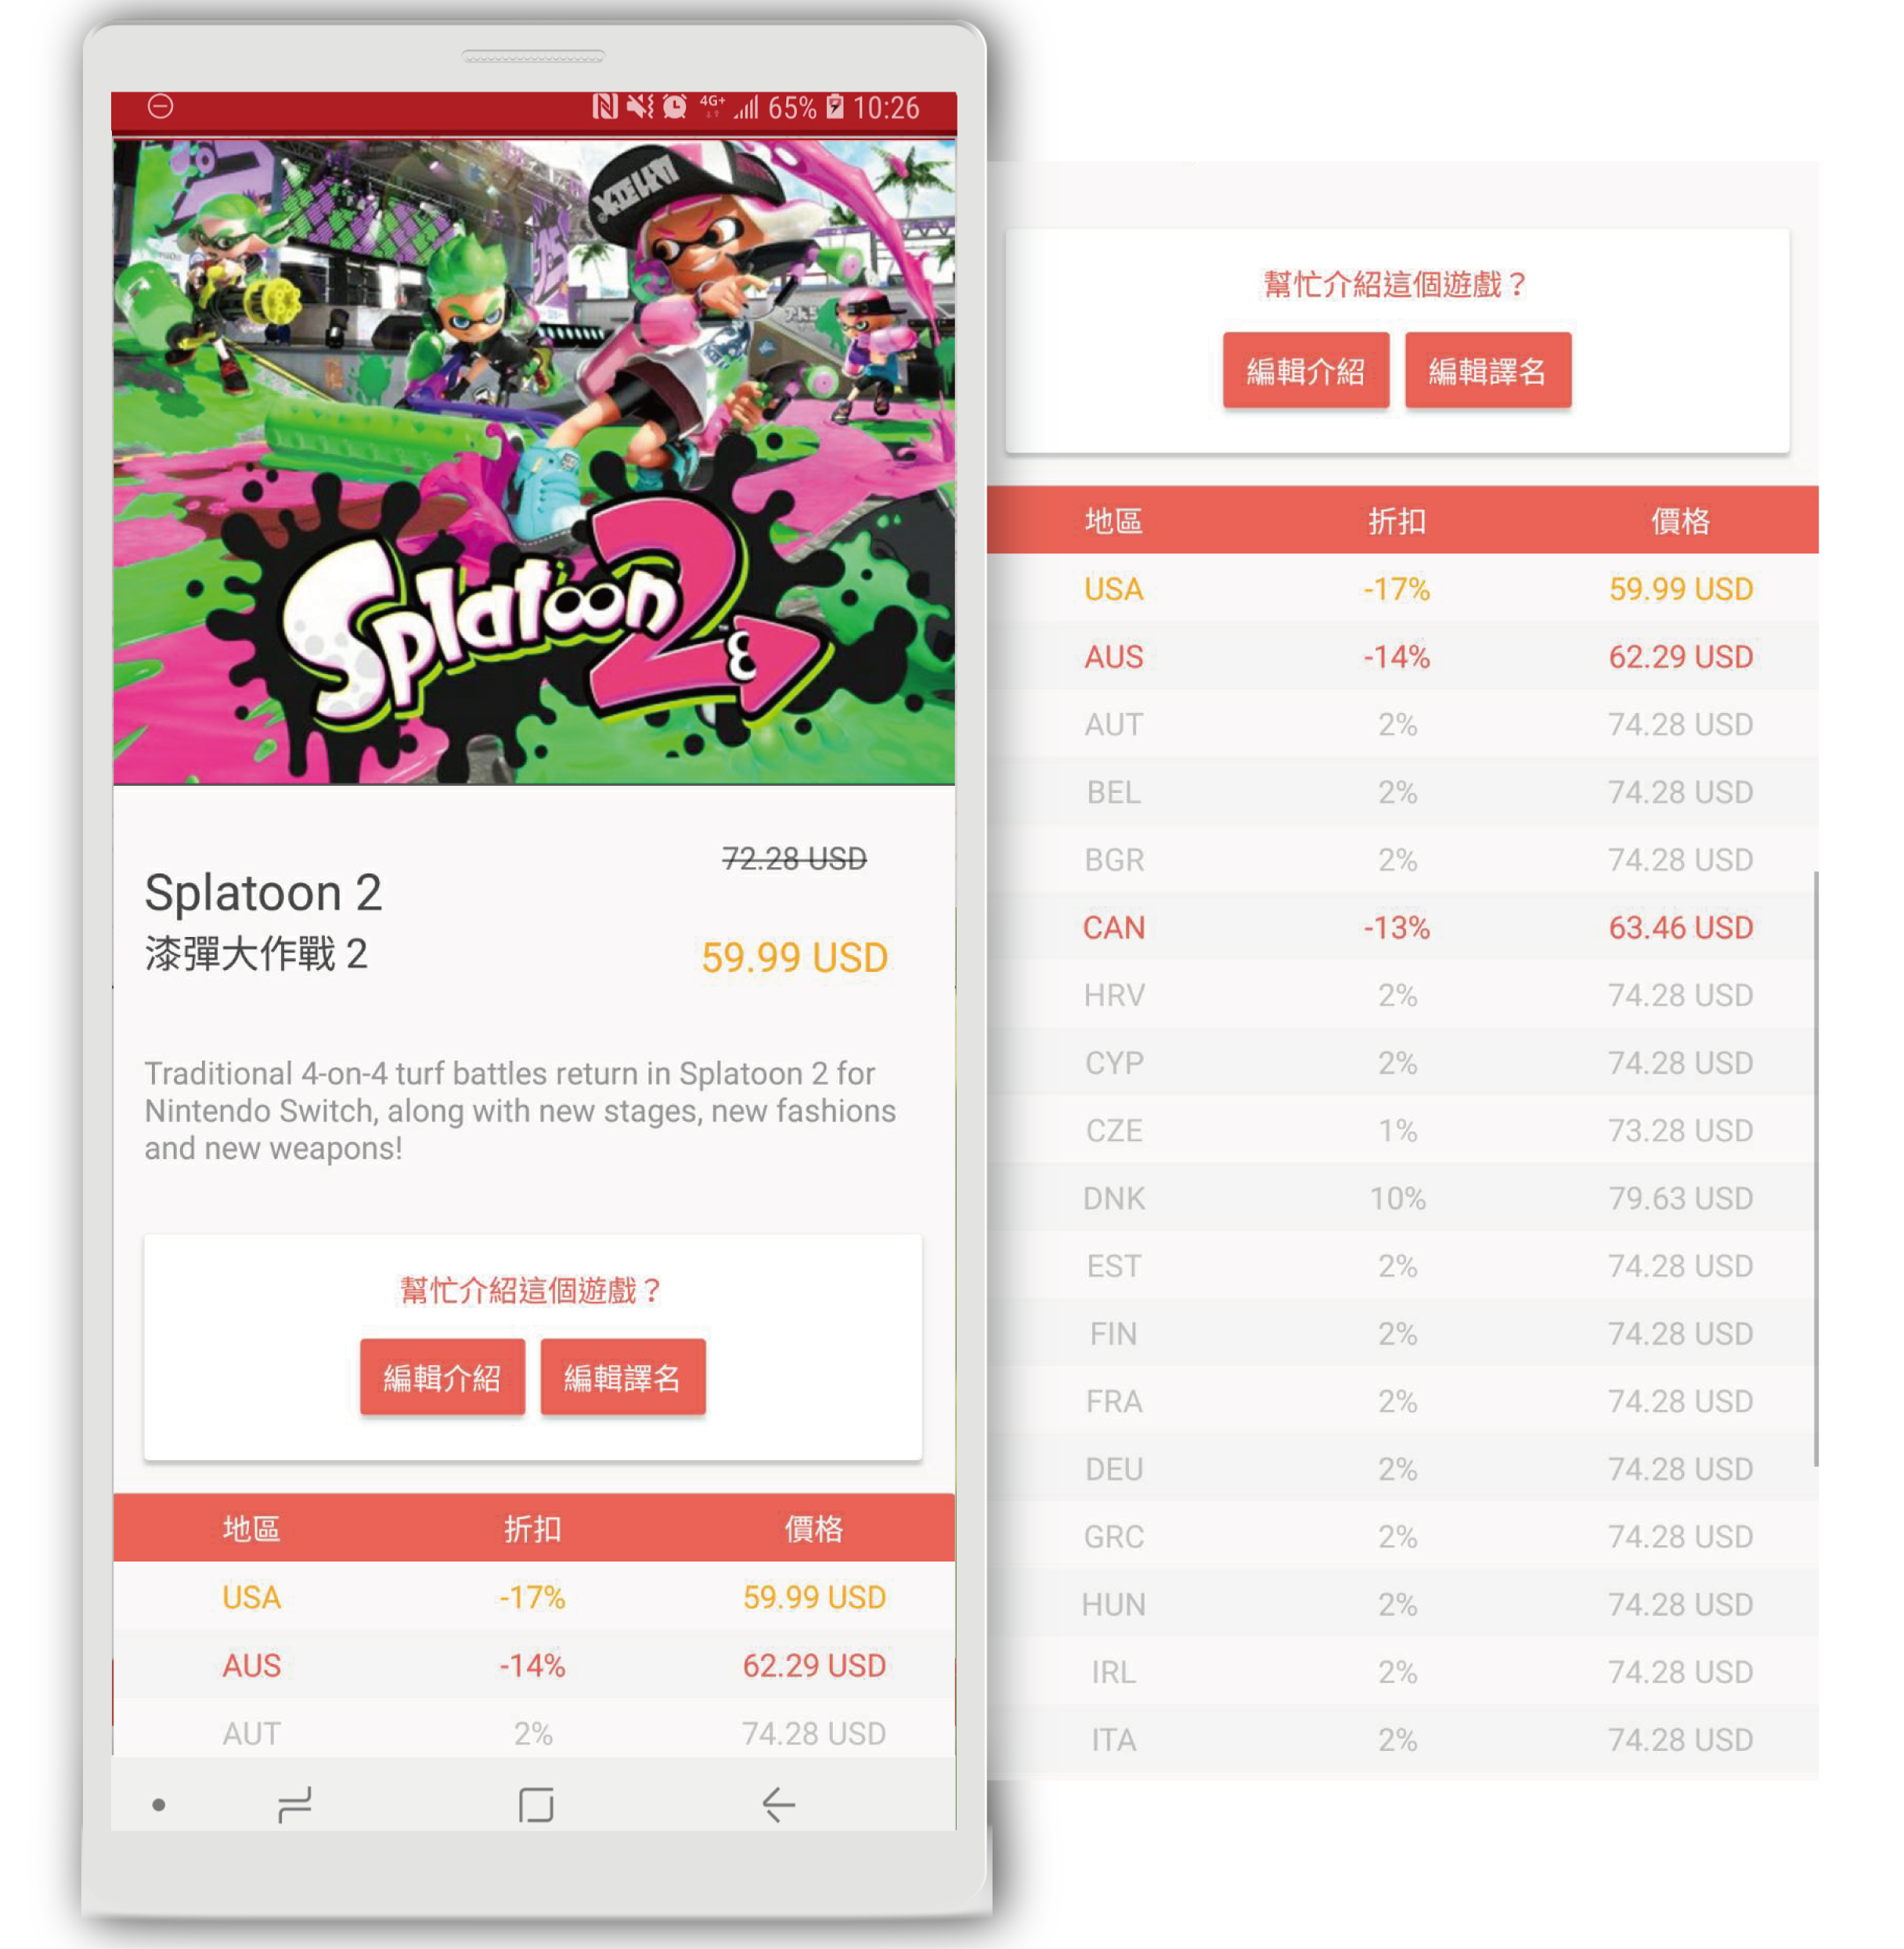 4G+ 65% 10:26
Splatoon 2
72.28 USD
Splatoon 2
漆彈大作戰 2
59.99 USD
Traditional 4-on-4 turf battles return in Splatoon 2 for
Nintendo Switch, along with new stages, new fashions
and new weapons!
幫忙介紹這個遊戲？
編輯介紹 編輯譯名
地區 折扣 價格
USA -17% 59.99 USD
AUS -14% 62.29 USD
AUT 2% 74.28 USD
幫忙介紹這個遊戲？
編輯介紹 編輯譯名
地區 折扣 價格
USA -17% 59.99 USD
AUS -14% 62.29 USD
AUT 2% 74.28 USD
BEL 2% 74.28 USD
BGR 2% 74.28 USD
CAN -13% 63.46 USD
HRV 2% 74.28 USD
CYP 2% 74.28 USD
CZE 1% 73.28 USD
DNK 10% 79.63 USD
EST 2% 74.28 USD
FIN 2% 74.28 USD
FRA 2% 74.28 USD
DEU 2% 74.28 USD
GRC 2% 74.28 USD
HUN 2% 74.28 USD
IRL 2% 74.28 USD
ITA 2% 74.28 USD